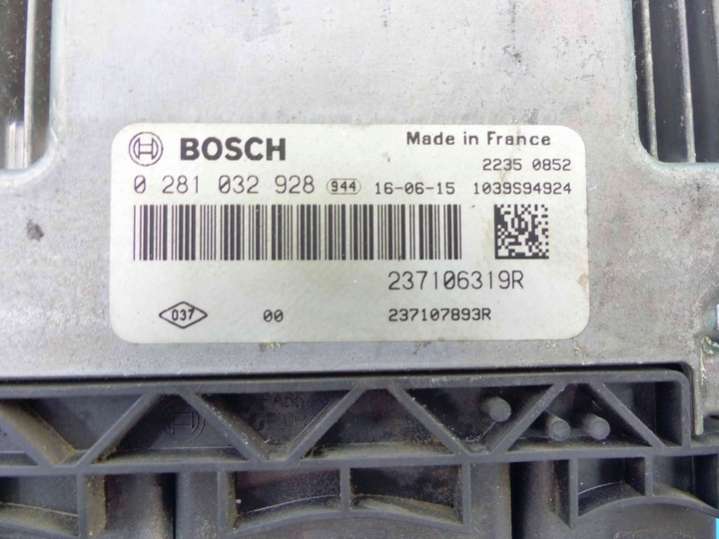 BOSCH
Made in France
2235 0852
0 281 032 928 944 16-06-15 1039S94924
237106319R
037 00 237107893R